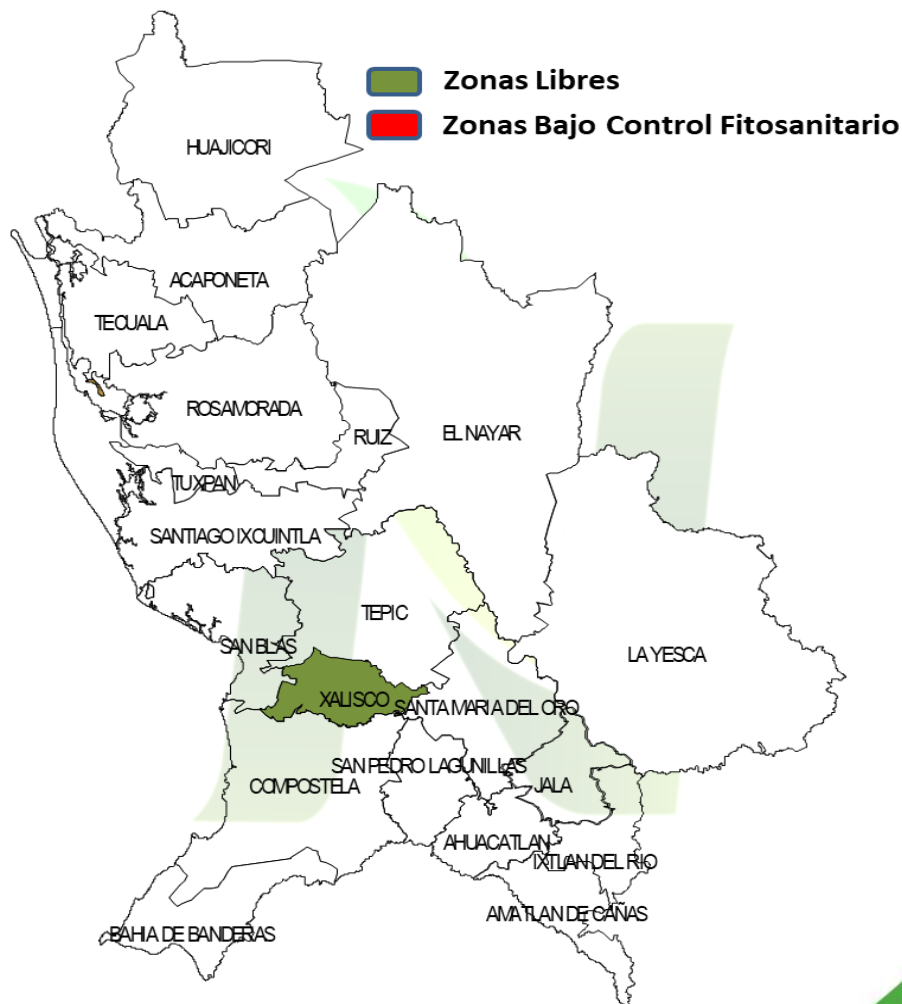 Zonas Libres
Zonas Bajo Control Fitosanitario
HUAJICORI
ACAPONETA
TECUALA
ROSAMORADA
RUIZ
EL NAYAR
TUXPAN
SANTIAGO IXCUINTLA
TEPIC
SAN BLAS
LA YESCA
XALISCO
SANTA MARIA DEL ORO
SAN PEDRO LAGUNILLAS
COMPOSTELA
JALA
AHUACATLAN
IXTLAN DEL RIO
AMATLAN DE CAÑAS
BAHIA DE BANDERAS